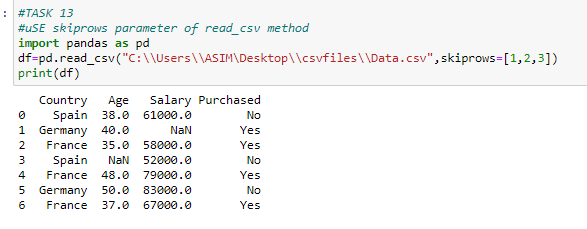 : #TASK 13
#uSE skiprows parameter of read_csv method
import pandas as pd
df=pd.read_csv("C:\\Users\\ASIM\Desktop\\csvfiles\\Data.csv",skiprows=[1,2,3])
print(df)
Country Age Salary Purchased
0 Spain 38.0 61000.0 No
1 Germany 40.0 NaN Yes
2 France 35.0 58000.0 Yes
3 Spain NaN 52000.0 No
4 France 48.0 79000.0 Yes
5 Germany 50.0 83000.0 No
6 France 37.0 67000.0 Yes